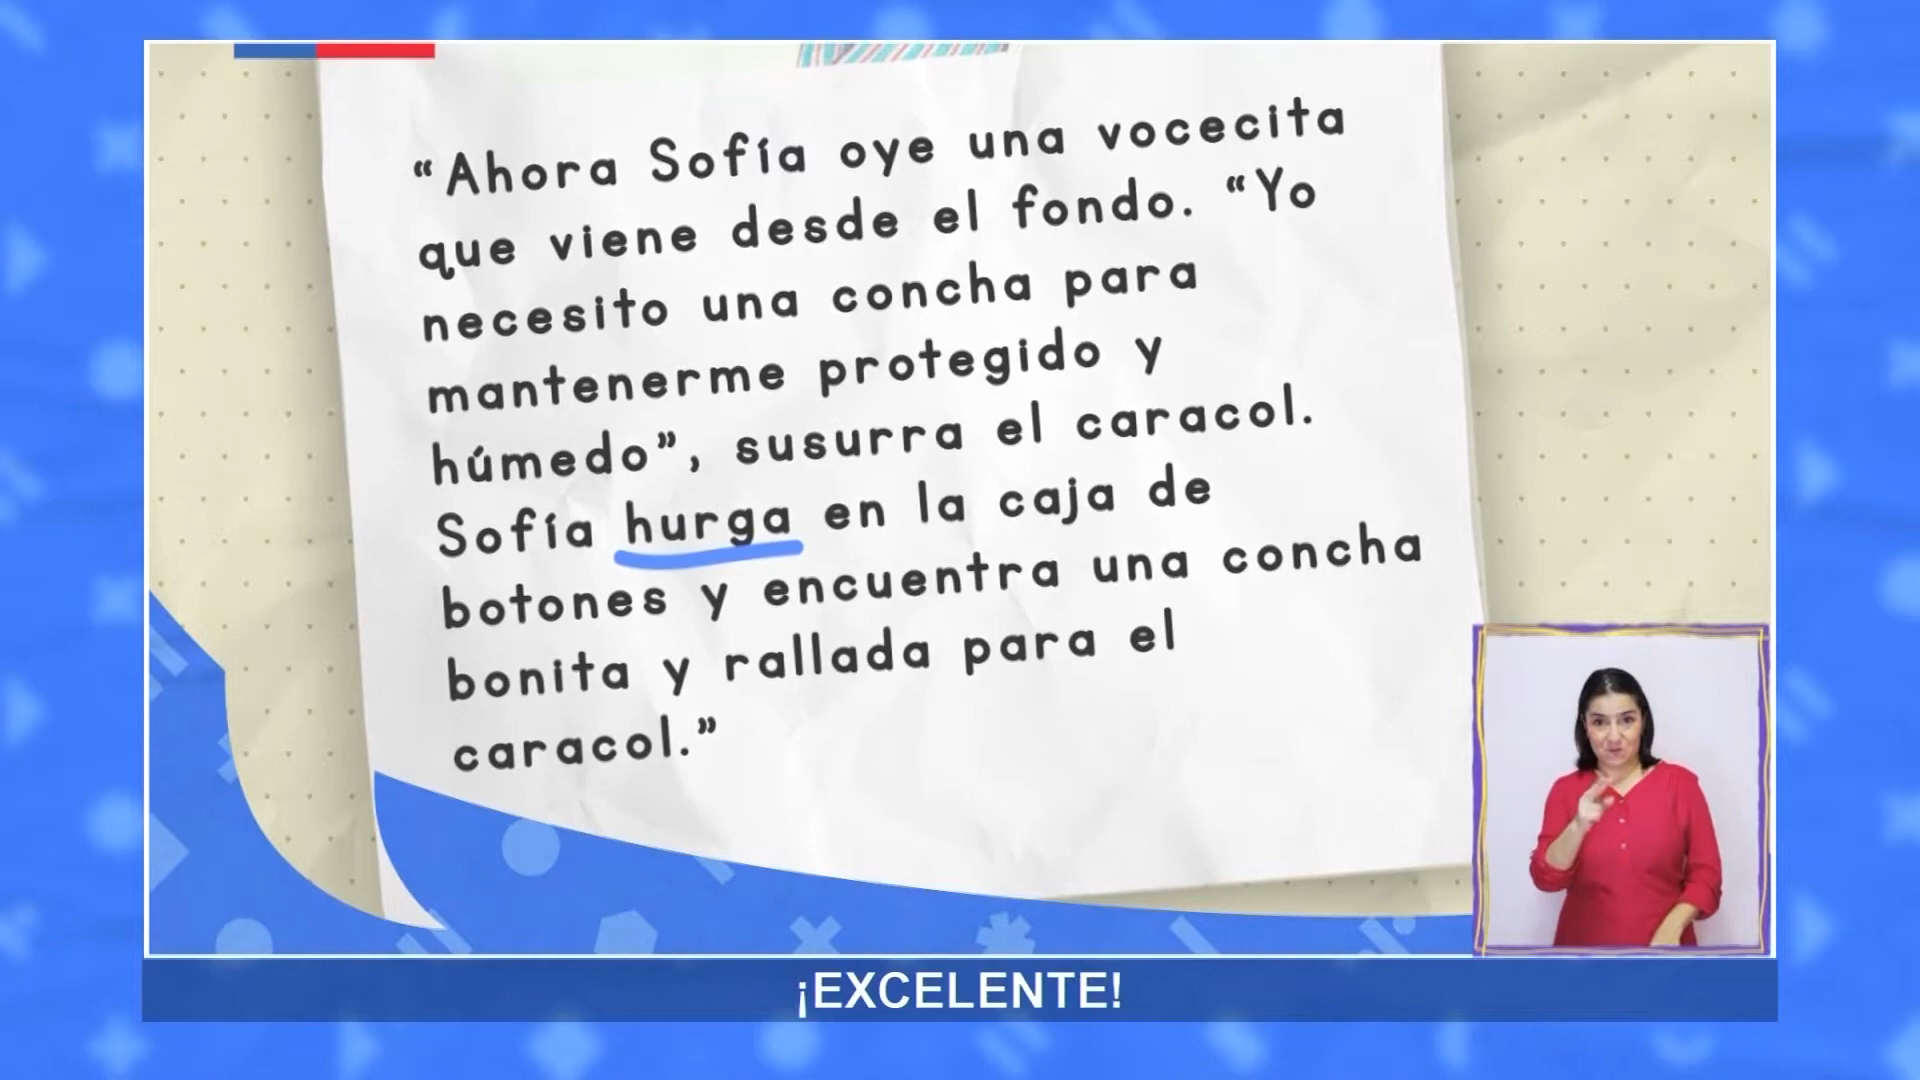 “Ahora Sofía oye una vocecita
que viene desde el fondo. “Yo
necesito una concha para
mantenerme protegido y
húmedo”, susurra el caracol.
Sofía hurga en la caja de
botones y encuentra una concha
bonita y rallada para el
caracol.”
¡EXCELENTE!